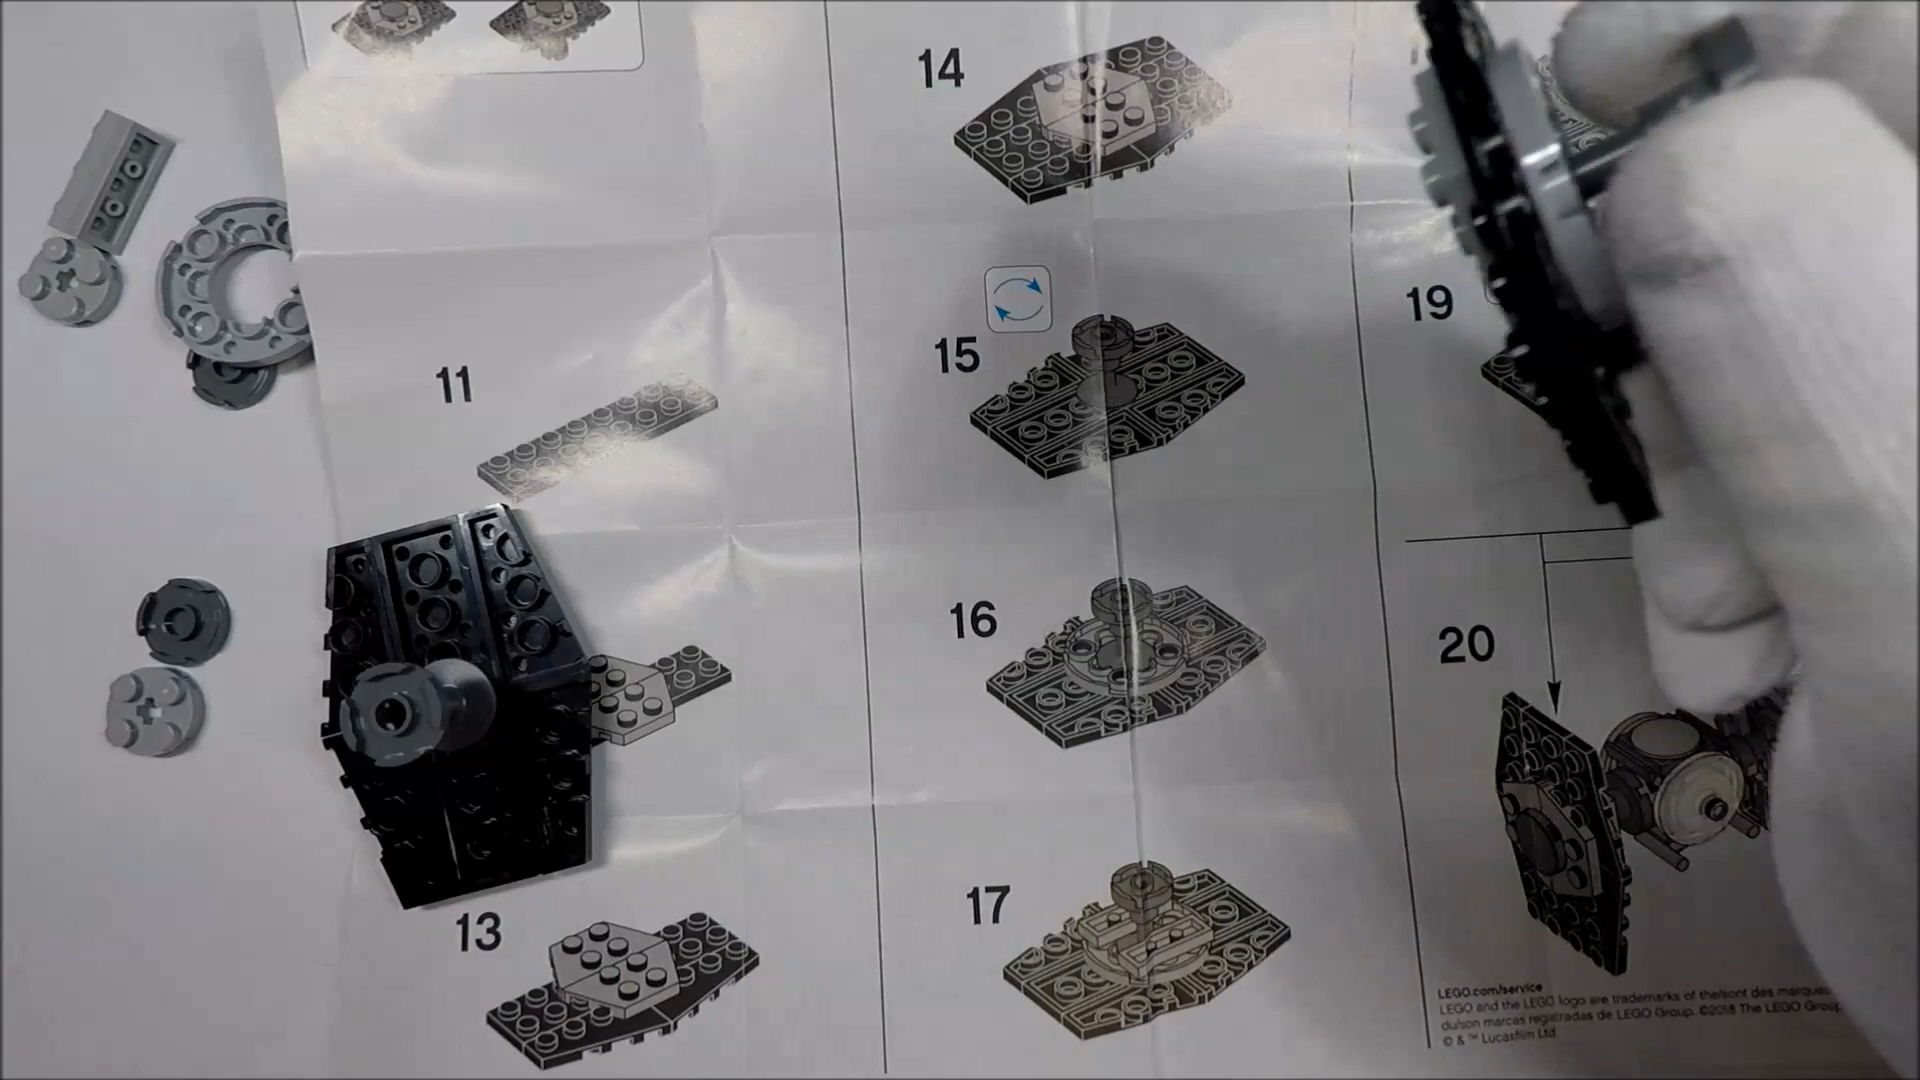 11
13
14
15
16
17
19
20
LEGO.com/service
LEGO and the LEGO logo are trademarks of the/sont des marques
du/son marcas registradas de LEGO Group. ©2018 The LEGO Group
© & ™ Lucasfilm Ltd.